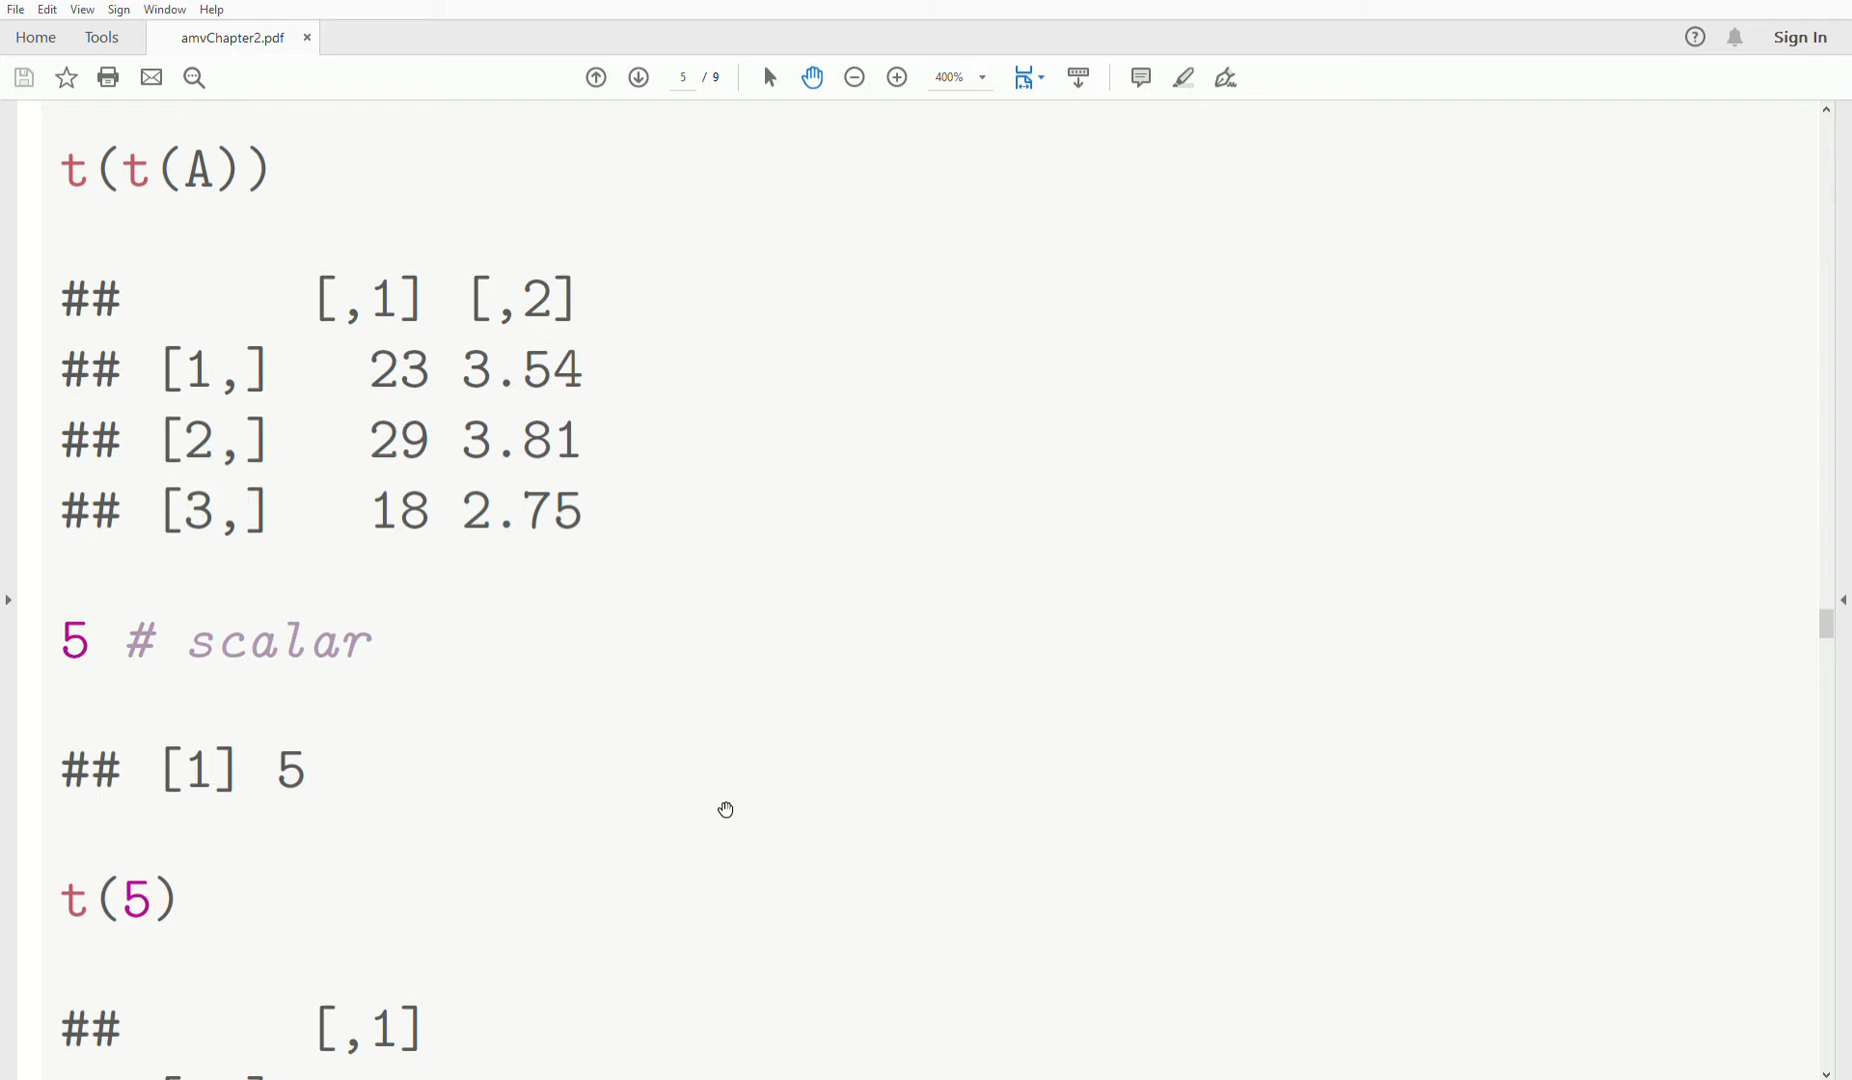 File Edit View Sign Window Help
Home Tools amvChapter2.pdf × Sign In
5 / 9 400%
t(t(A))
## [,1] [,2]
## [1,] 23 3.54
## [2,] 29 3.81
## [3,] 18 2.75
5 # scalar
## [1] 5
t(5)
## [,1]